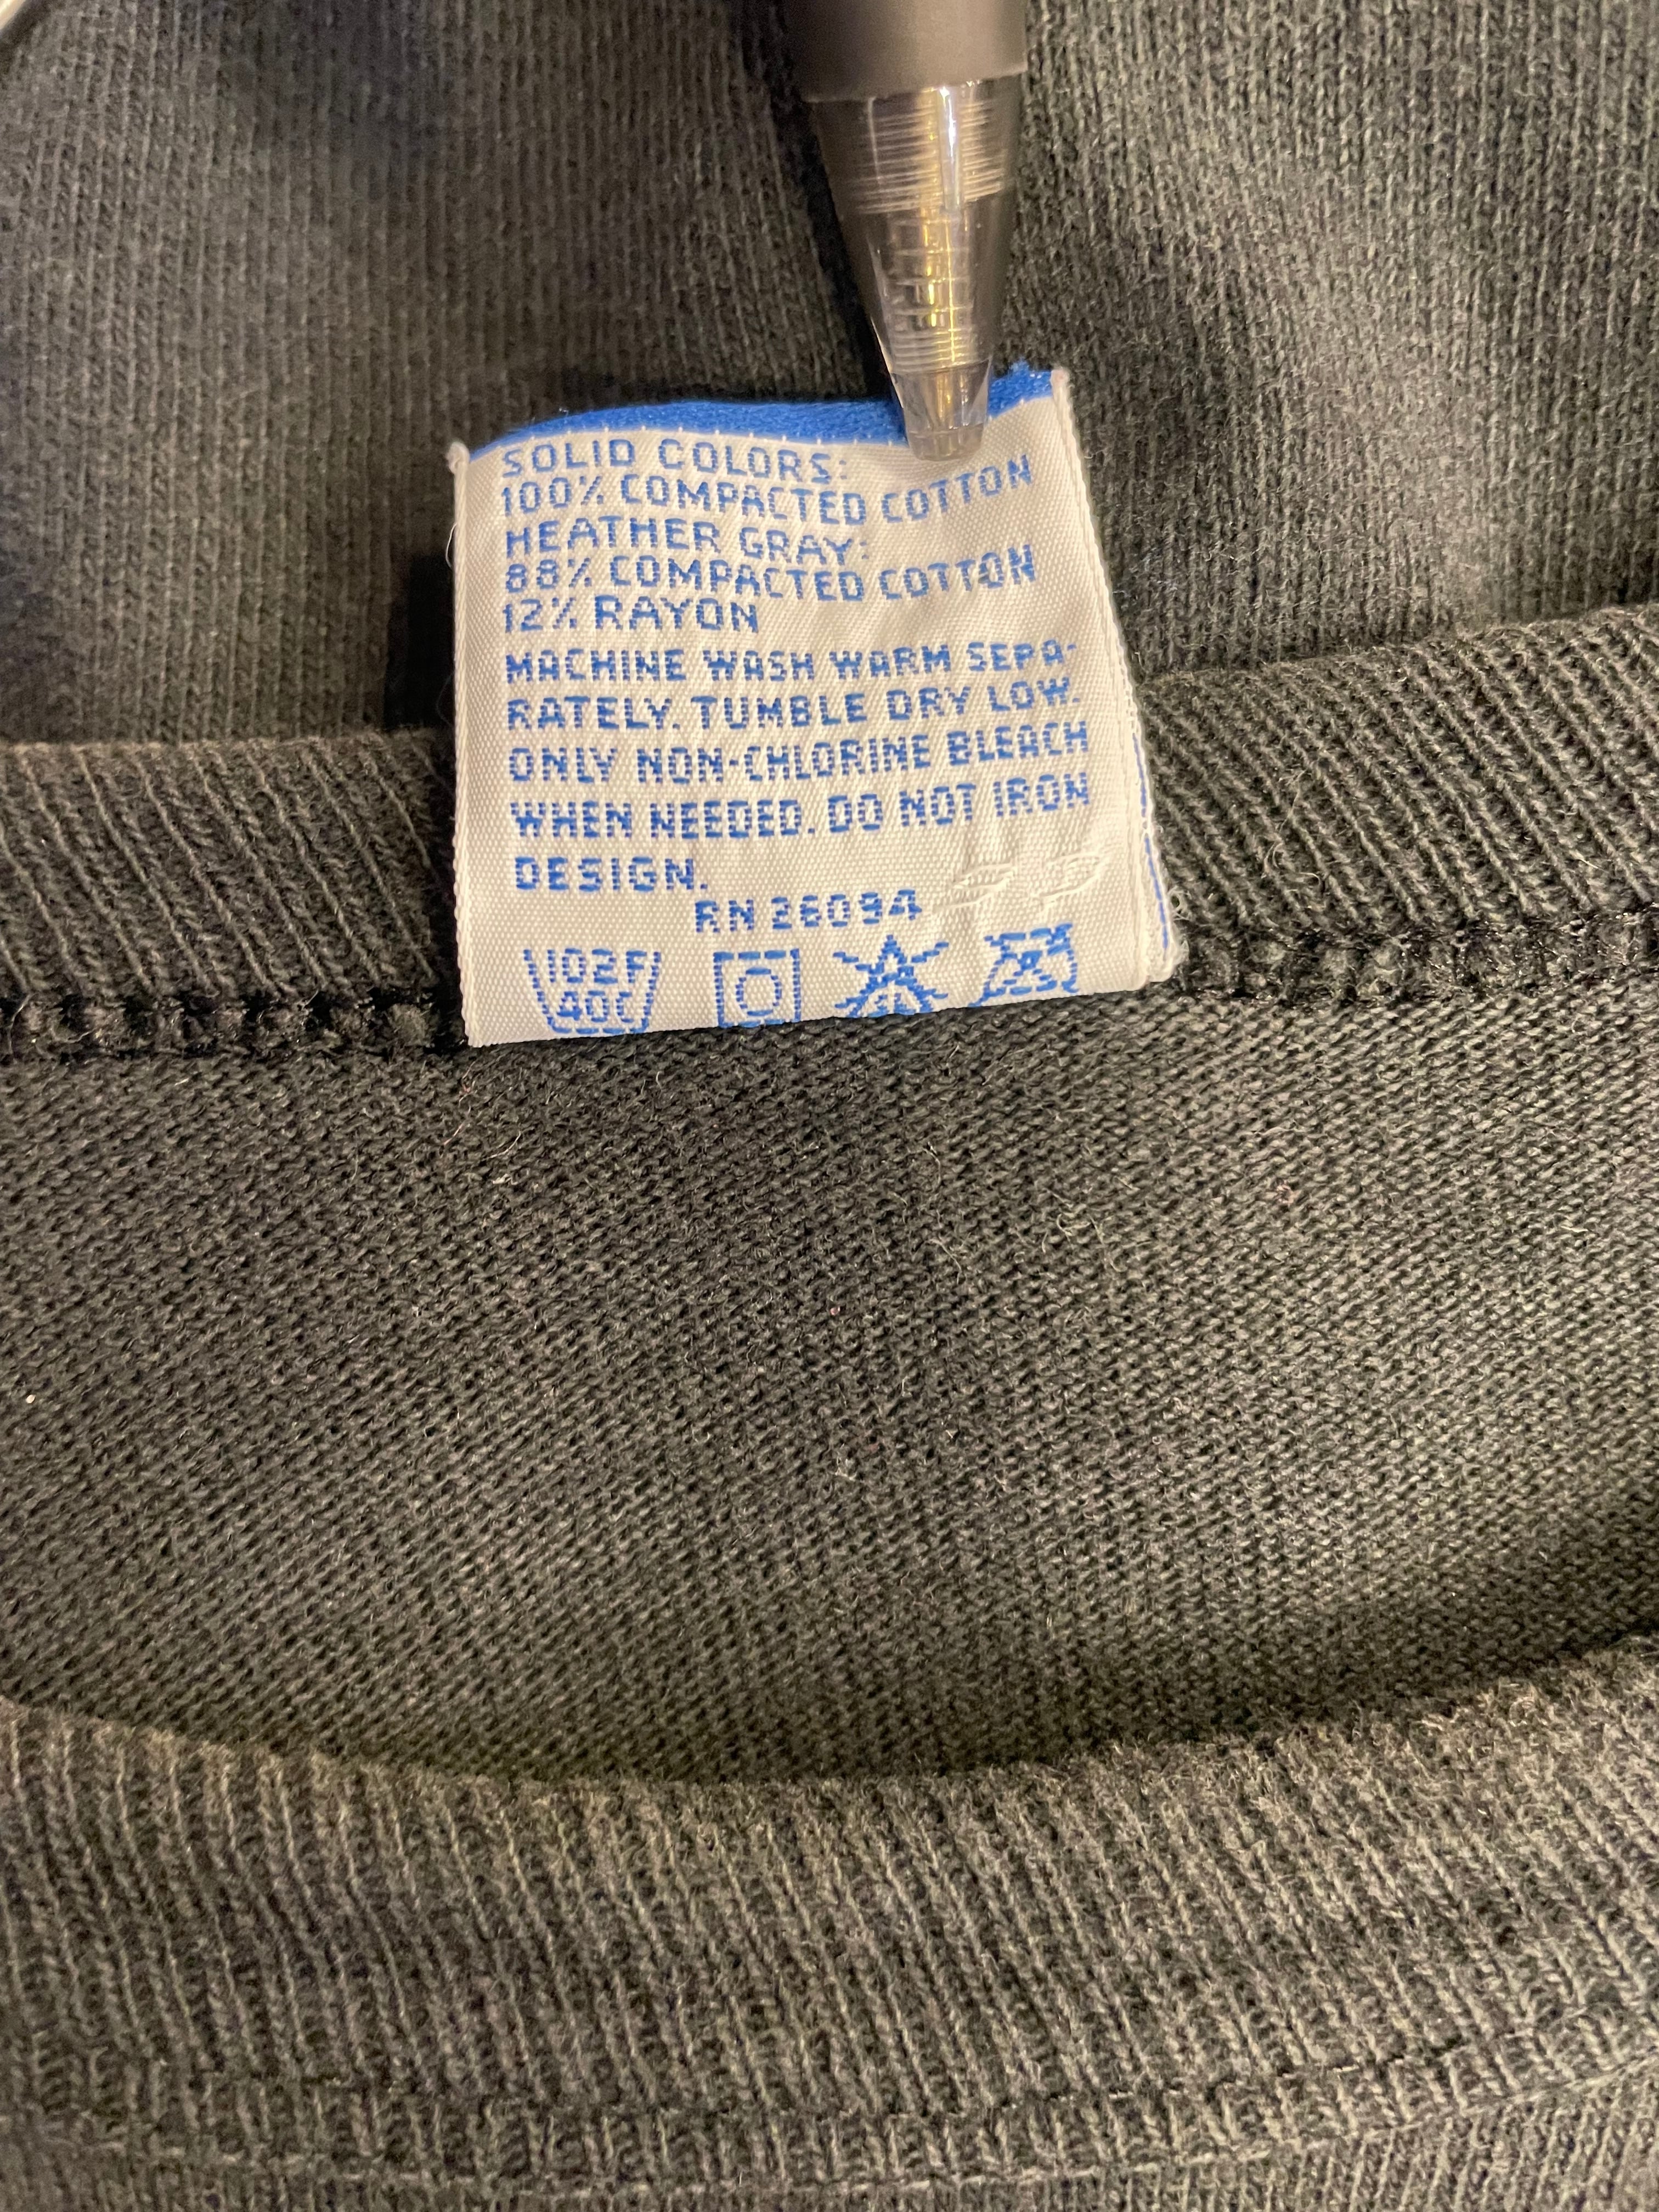 SOLID COLORS:
100% COMPACTED COTTON
HEATHER GRAY:
88% COMPACTED COTTON
12% RAYON
MACHINE WASH WARM SEPA-
RATELY. TUMBLE DRY LOW.
ONLY NON-CHLORINE BLEACH
WHEN NEEDED. DO NOT IRON
DESIGN.
RN 26094
102F
40C